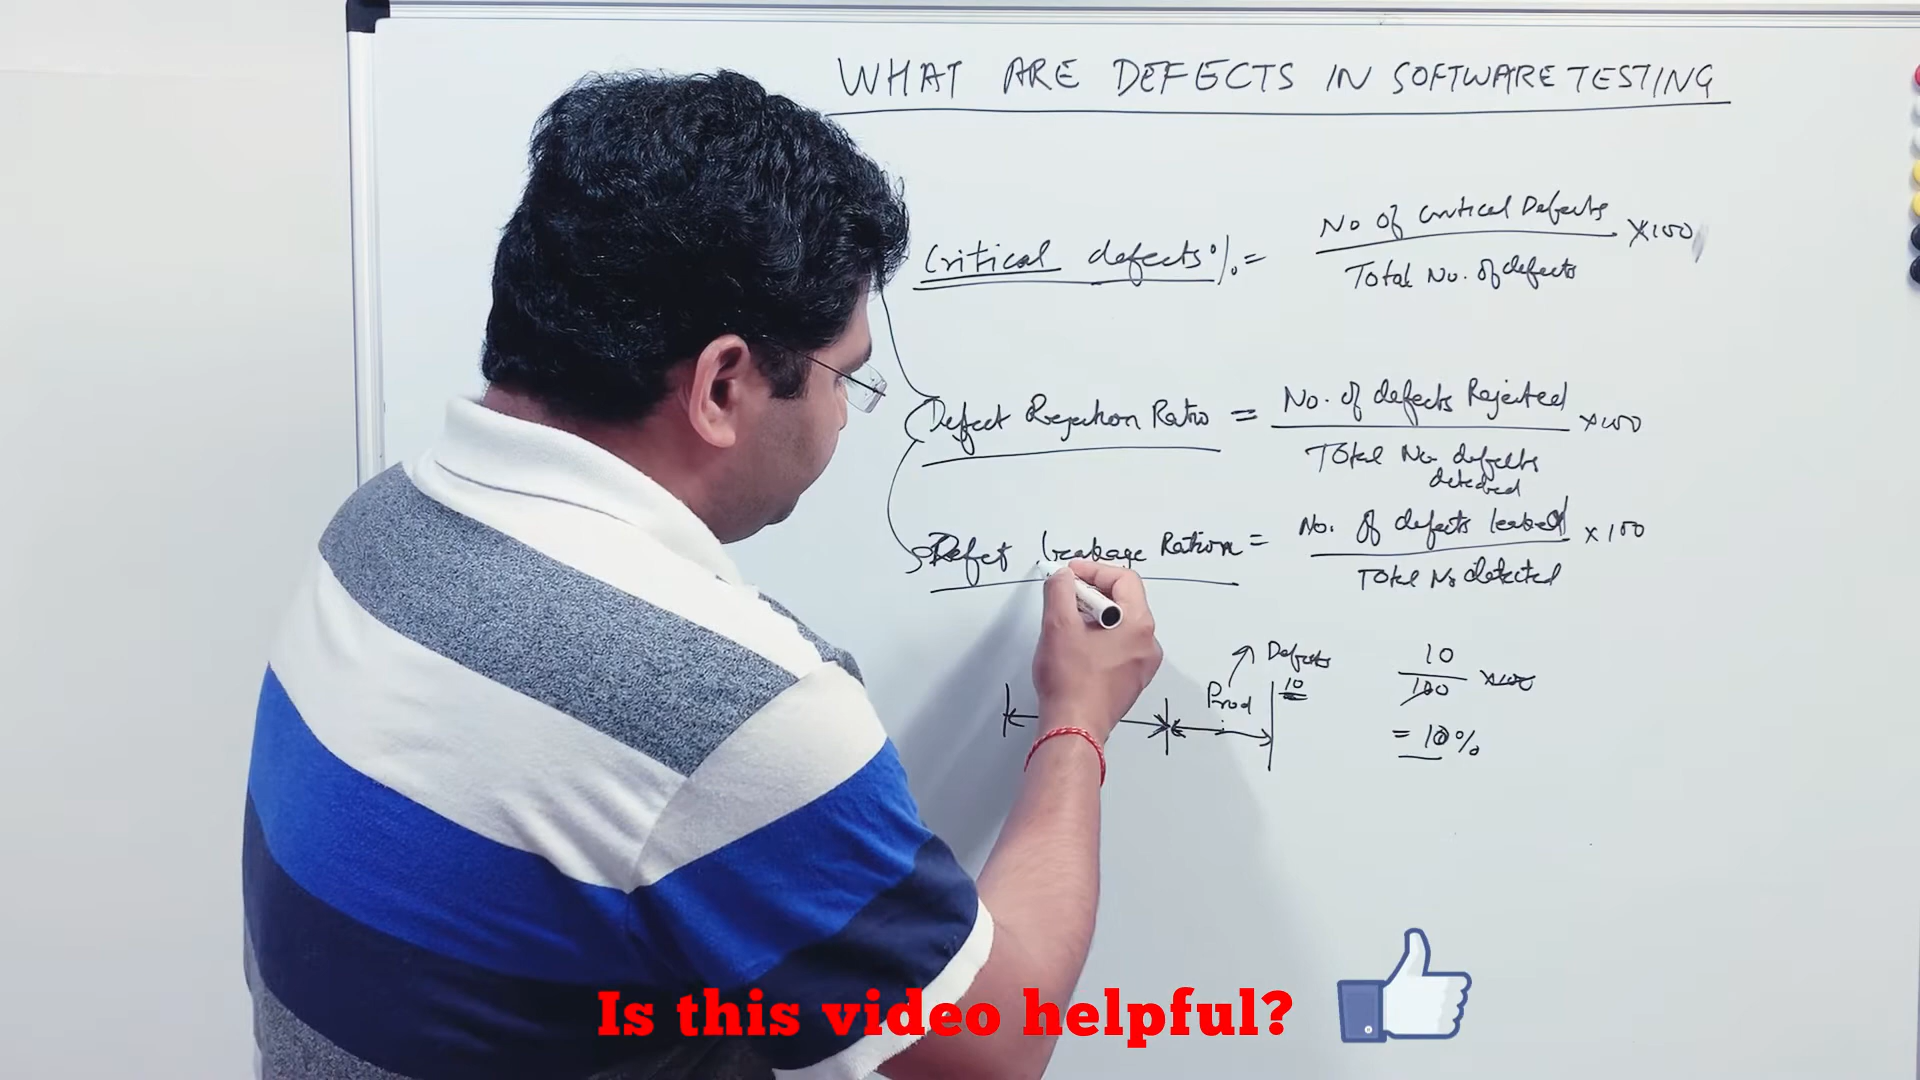 WHAT ARE DEFECTS IN SOFTWARE TESTING
Critical defects % = No of Critical Defects / Total No. of defects X100
Defect Rejection Ratio = No. of defects Rejected / Total No defects detected X100
Defect leakage Ration = No. of defects leaked / Total No detected X 100
Defects
10
Prod
10 / 100 x100
= 10%
Is this video helpful?